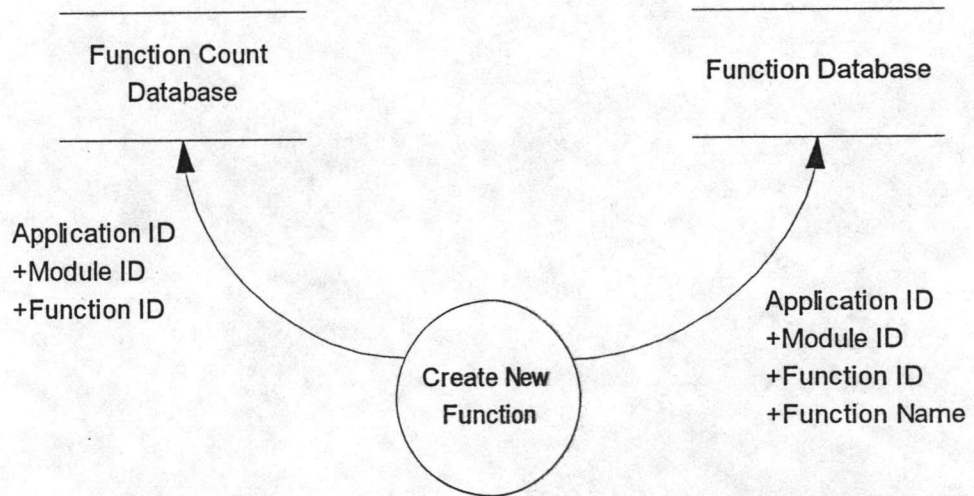 Function Count
Database
Function Database
Application ID
+Module ID
+Function ID
Application ID
+Module ID
+Function ID
+Function Name
Create New
Function